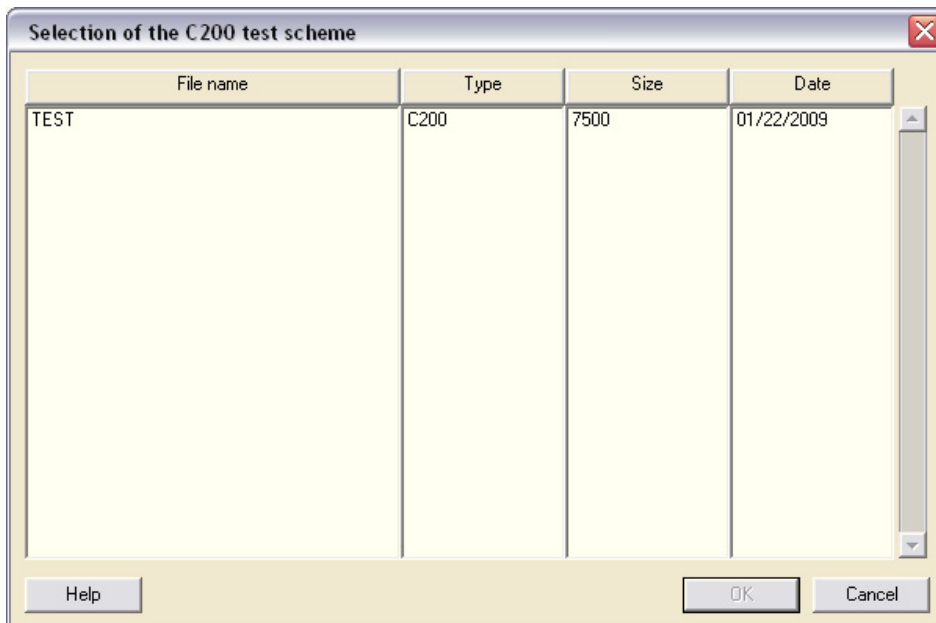 Selection of the C200 test scheme
File name Type Size Date
TEST C200 7500 01/22/2009
Help OK Cancel